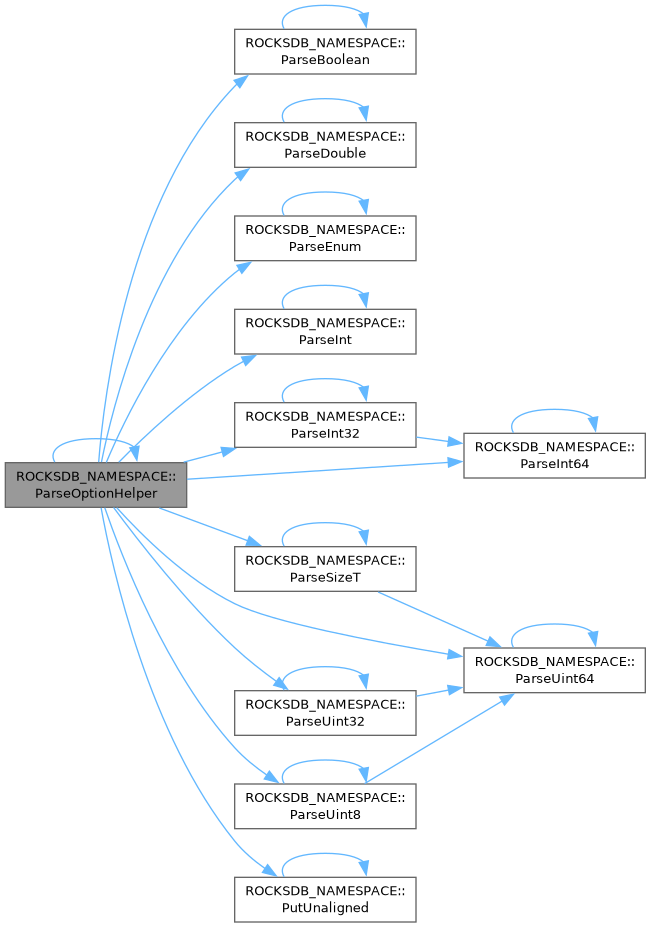 ROCKSDB_NAMESPACE::
ParseBoolean
ROCKSDB_NAMESPACE::
ParseDouble
ROCKSDB_NAMESPACE::
ParseEnum
ROCKSDB_NAMESPACE::
ParseInt
ROCKSDB_NAMESPACE::
ParseInt32
ROCKSDB_NAMESPACE::
ParseInt64
ROCKSDB_NAMESPACE::
ParseOptionHelper
ROCKSDB_NAMESPACE::
ParseSizeT
ROCKSDB_NAMESPACE::
ParseUint64
ROCKSDB_NAMESPACE::
ParseUint32
ROCKSDB_NAMESPACE::
ParseUint8
ROCKSDB_NAMESPACE::
PutUnaligned